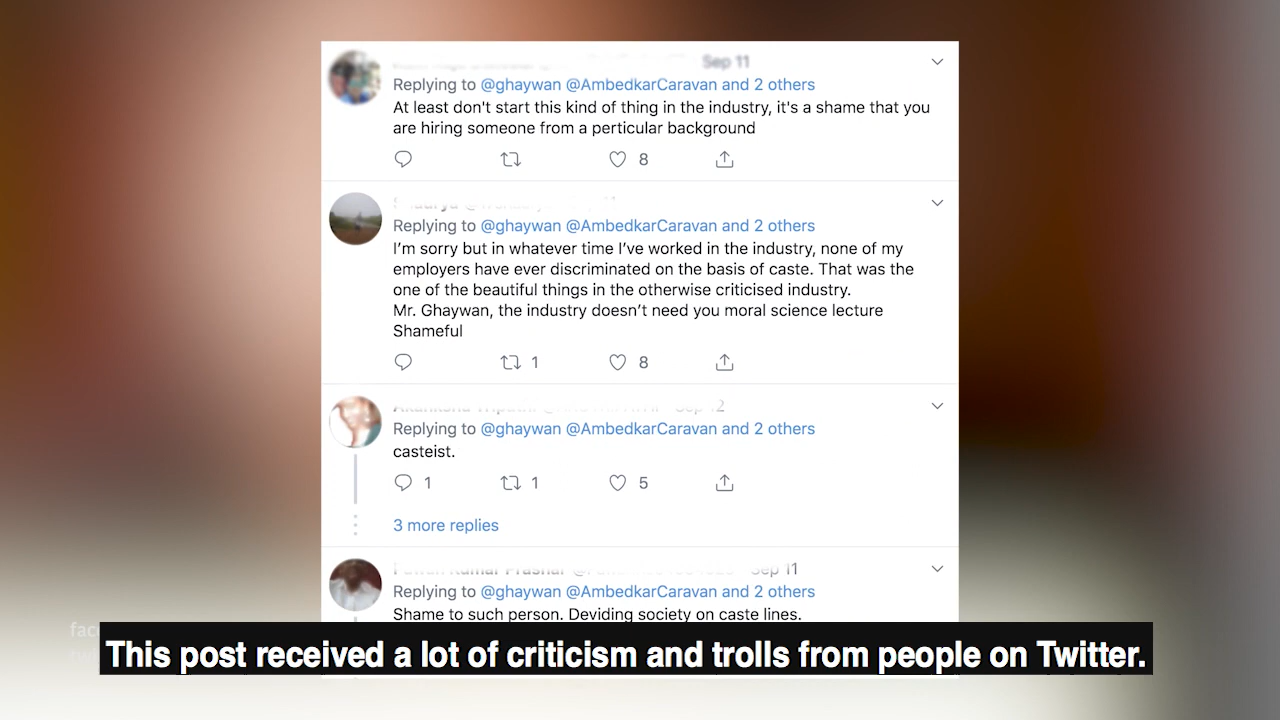 Sep 11
Replying to @ghaywan @AmbedkarCaravan and 2 others
At least don't start this kind of thing in the industry, it's a shame that you
are hiring someone from a perticular background
8
Replying to @ghaywan @AmbedkarCaravan and 2 others
I'm sorry but in whatever time I've worked in the industry, none of my
employers have ever discriminated on the basis of caste. That was the
one of the beautiful things in the otherwise criticised industry.
Mr. Ghaywan, the industry doesn't need you moral science lecture
Shameful
1 8
Replying to @ghaywan @AmbedkarCaravan and 2 others
casteist.
1 1 5
3 more replies
Sep 11
Replying to @ghaywan @AmbedkarCaravan and 2 others
Shame to such person. Deviding society on caste lines.
This post received a lot of criticism and trolls from people on Twitter.